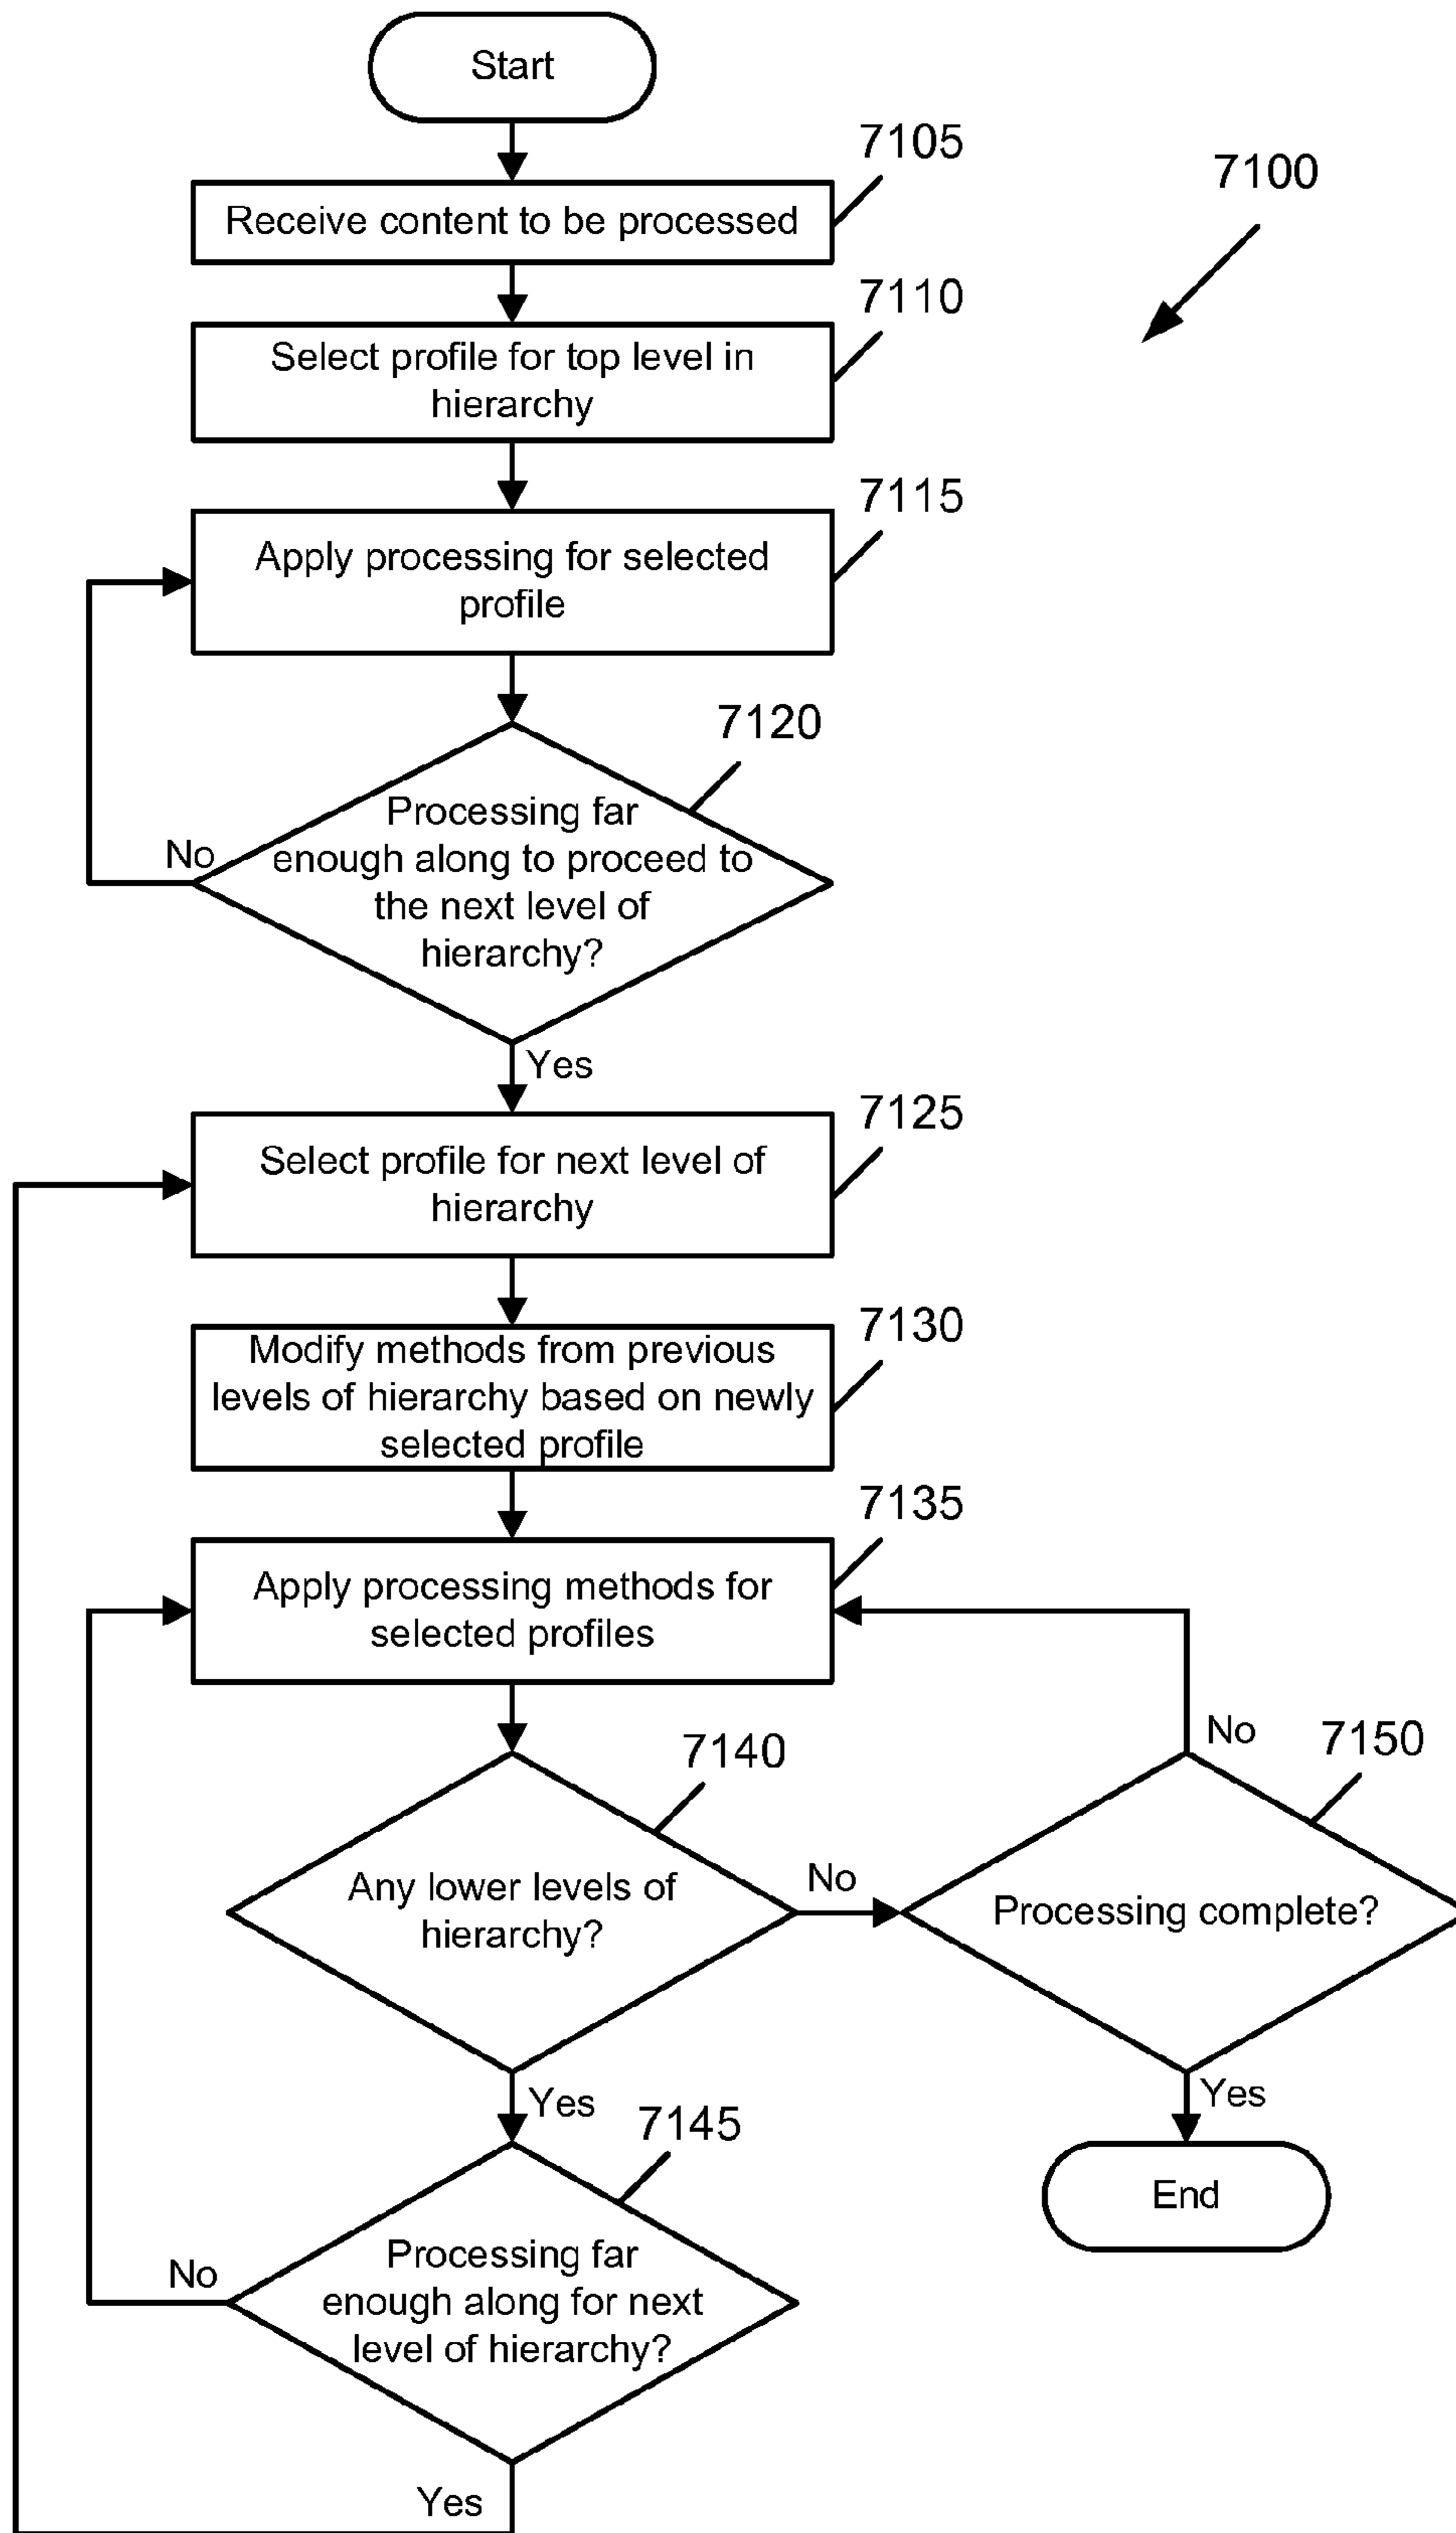 Start
7105
7100
Receive content to be processed
7110
Select profile for top level in
hierarchy
7115
Apply processing for selected
profile
7120
Processing far
enough along to proceed to
the next level of
hierarchy?
No
Yes
7125
Select profile for next level of
hierarchy
7130
Modify methods from previous
levels of hierarchy based on newly
selected profile
7135
Apply processing methods for
selected profiles
7140
Any lower levels of
hierarchy?
No
No
7150
Processing complete?
Yes
Yes
7145
End
Processing far
enough along for next
level of hierarchy?
No
Yes